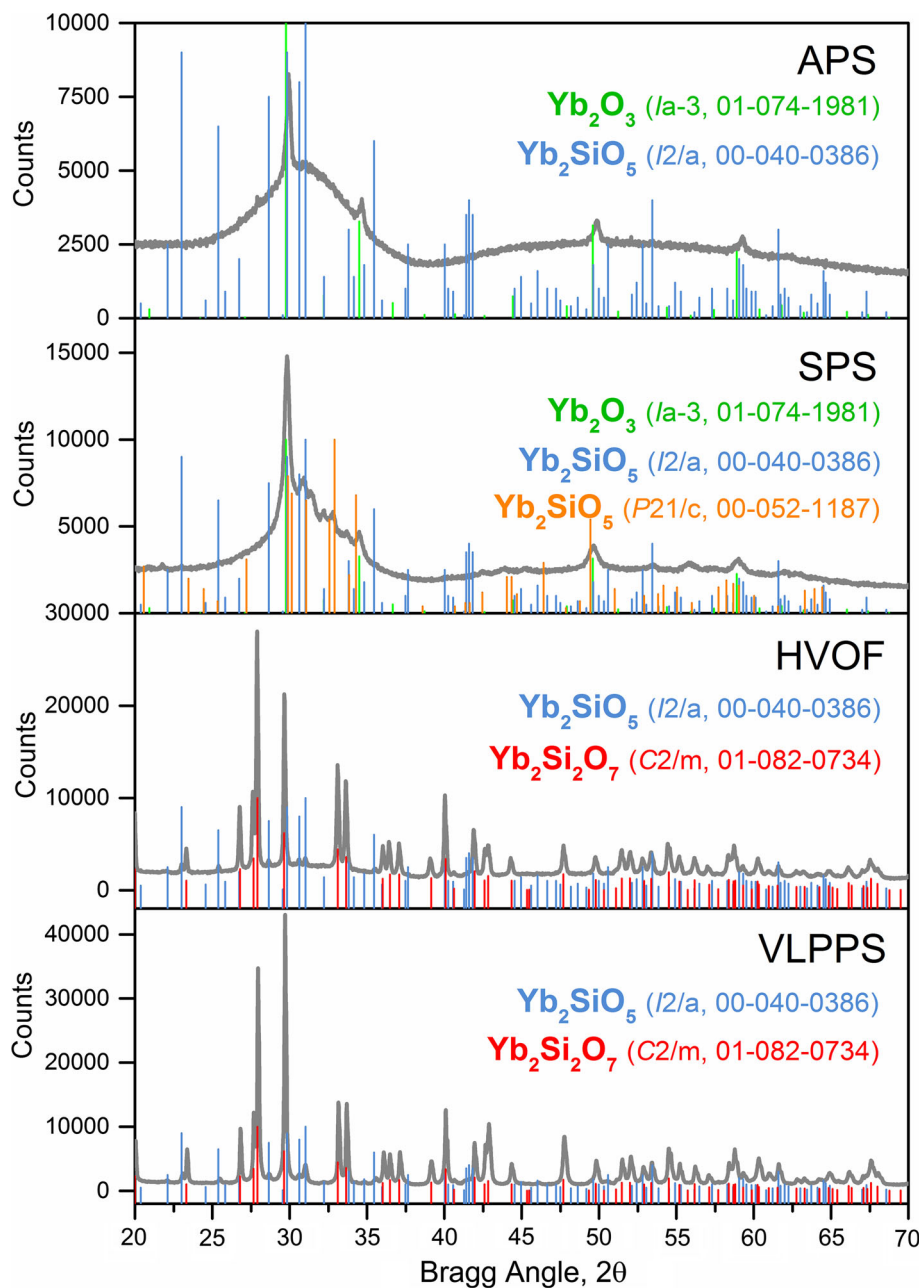 10000
7500
5000
2500
0
Counts
APS
Yb₂O₃ (Ia-3, 01-074-1981)
Yb₂SiO₅ (I2/a, 00-040-0386)
15000
10000
5000
Counts
SPS
Yb₂O₃ (Ia-3, 01-074-1981)
Yb₂SiO₅ (I2/a, 00-040-0386)
Yb₂SiO₅ (P21/c, 00-052-1187)
30000
20000
10000
0
Counts
HVOF
Yb₂SiO₅ (I2/a, 00-040-0386)
Yb₂Si₂O₇ (C2/m, 01-082-0734)
40000
30000
20000
10000
0
Counts
VLPPS
Yb₂SiO₅ (I2/a, 00-040-0386)
Yb₂Si₂O₇ (C2/m, 01-082-0734)
20 25 30 35 40 45 50 55 60 65 70
Bragg Angle, 2θ